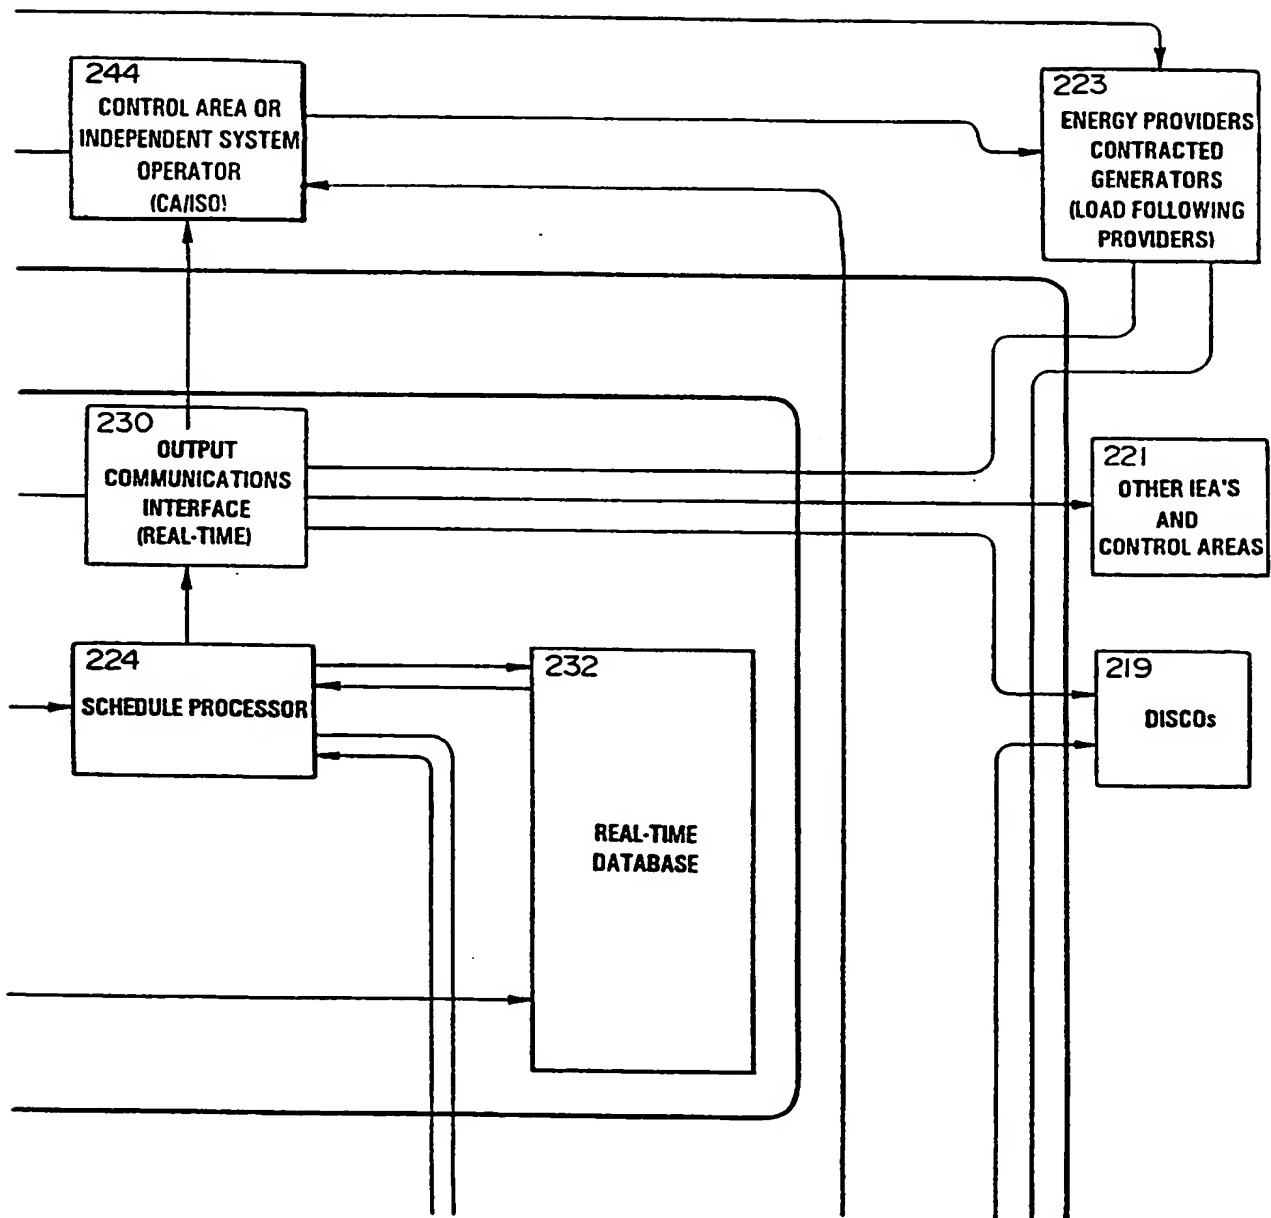 244
CONTROL AREA OR
INDEPENDENT SYSTEM
OPERATOR
(CA/ISO)
223
ENERGY PROVIDERS
CONTRACTED
GENERATORS
(LOAD FOLLOWING
PROVIDERS)
230
OUTPUT
COMMUNICATIONS
INTERFACE
(REAL-TIME)
221
OTHER IEA'S
AND
CONTROL AREAS
224
SCHEDULE PROCESSOR
232
REAL-TIME
DATABASE
219
DISCOs